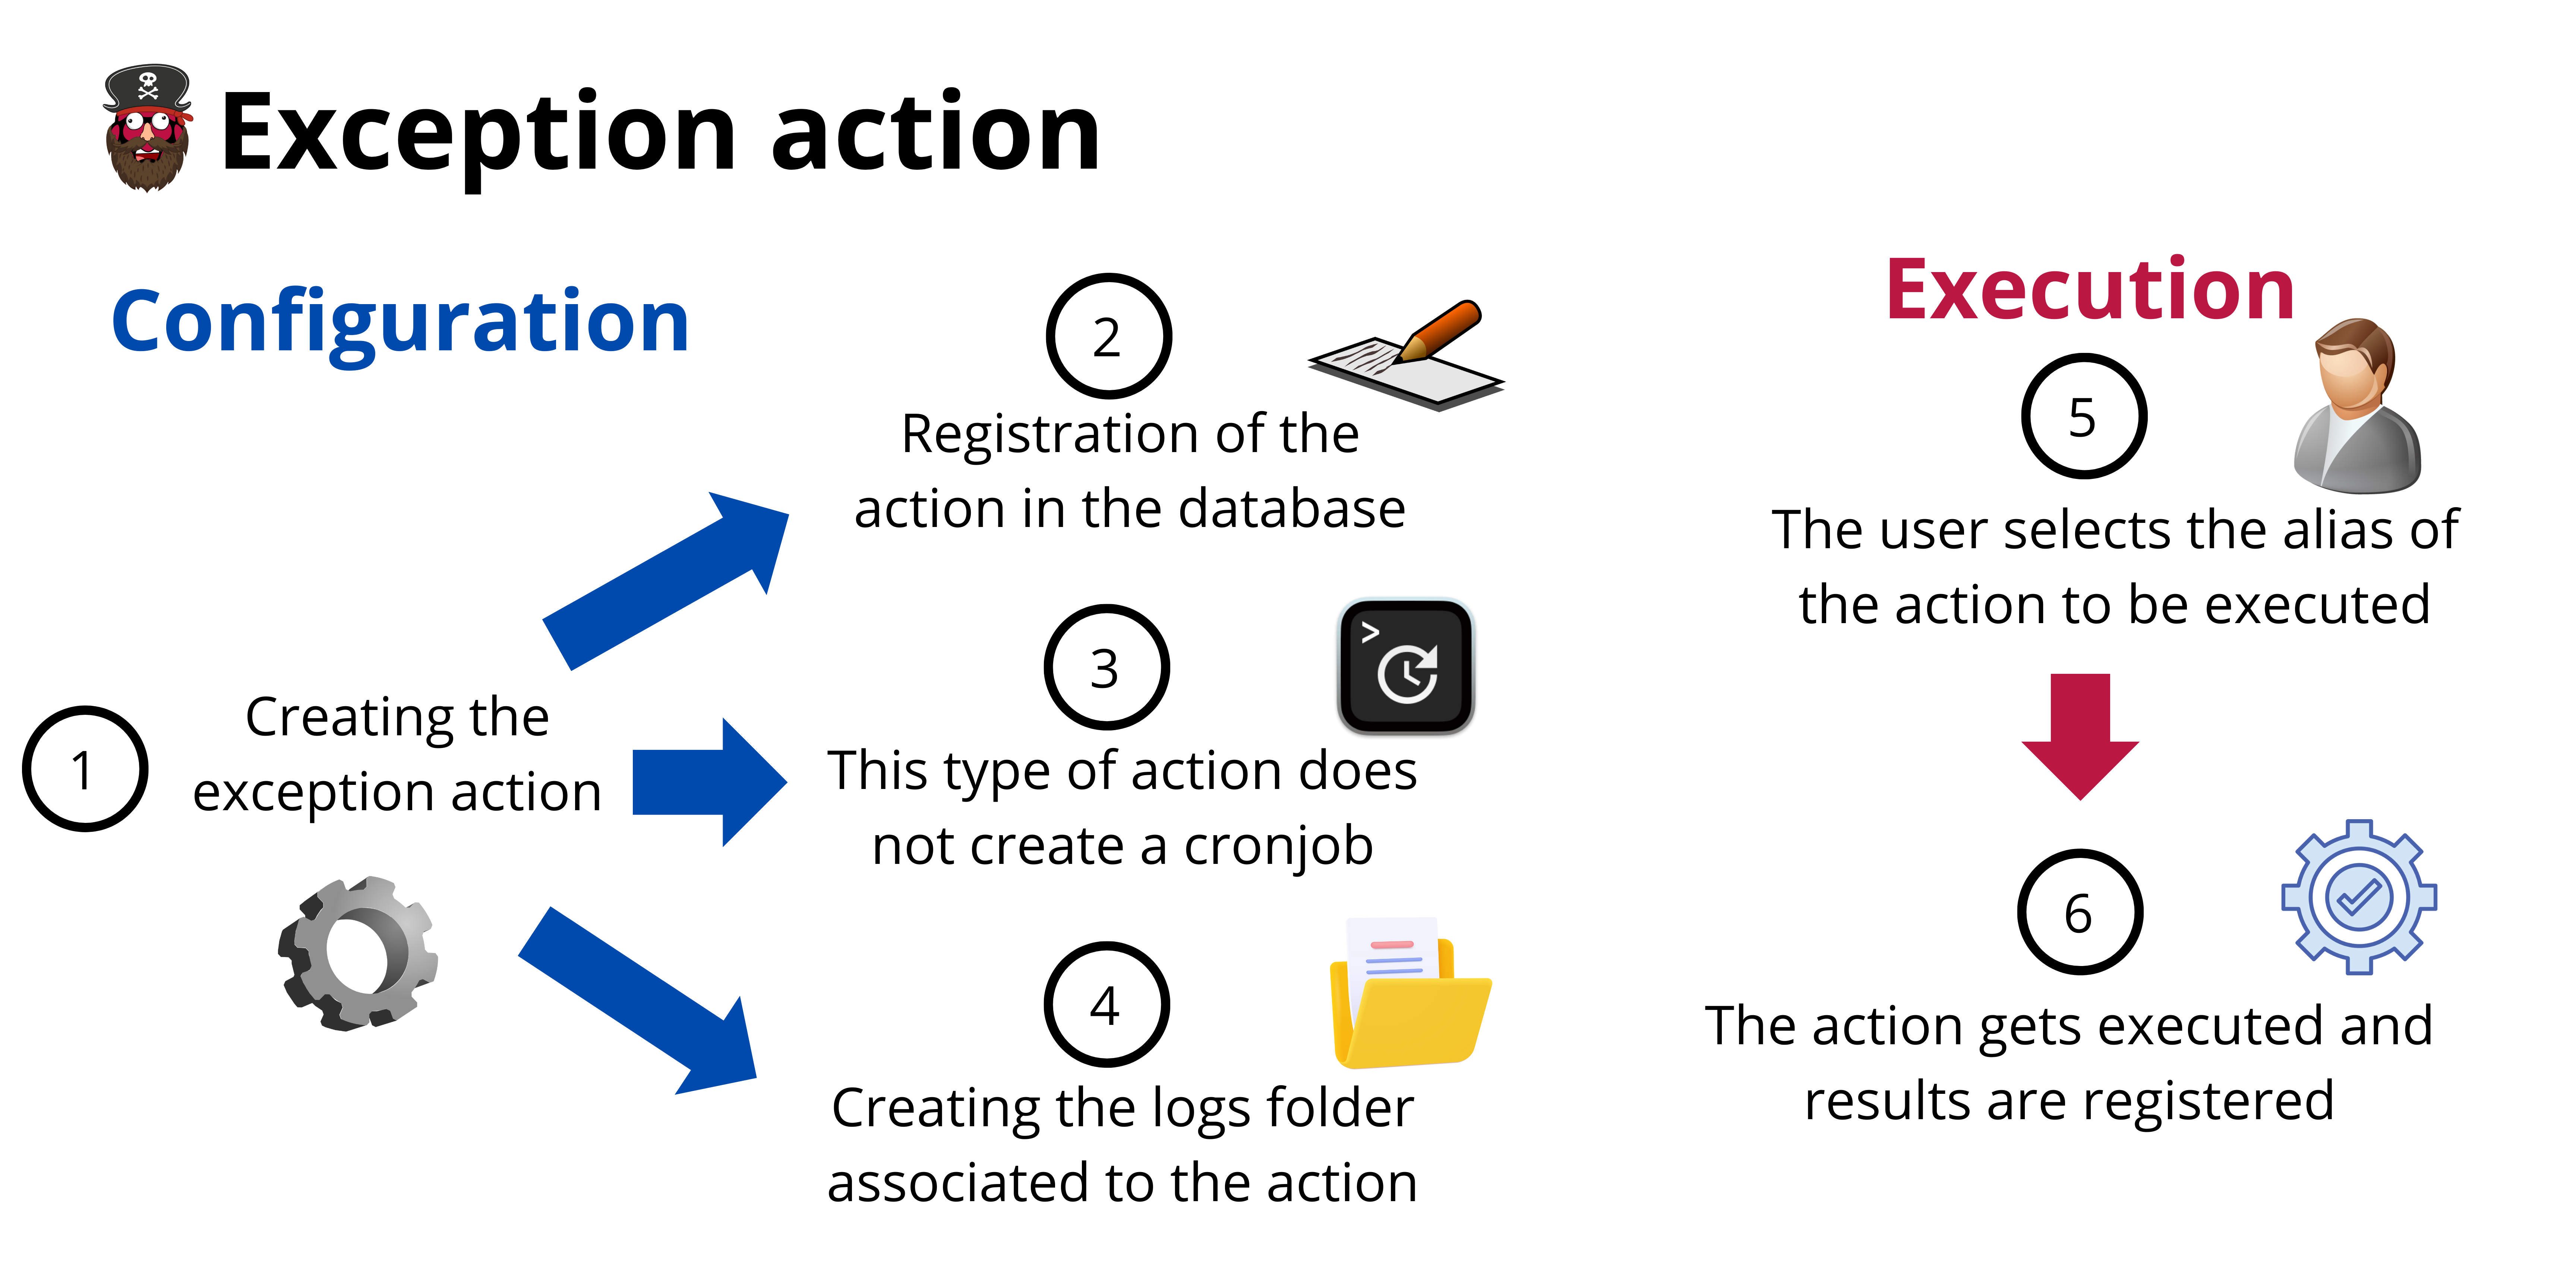 Exception action
Configuration
1
Creating the
exception action
2
Registration of the
action in the database
3
>
This type of action does
not create a cronjob
4
Creating the logs folder
associated to the action
Execution
5
The user selects the alias of
the action to be executed
6
The action gets executed and
results are registered